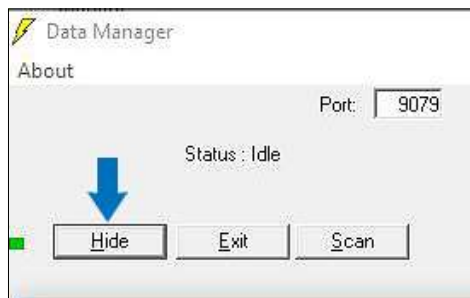 Data Manager
About
Port: 9079
Status : Idle
Hide Exit Scan